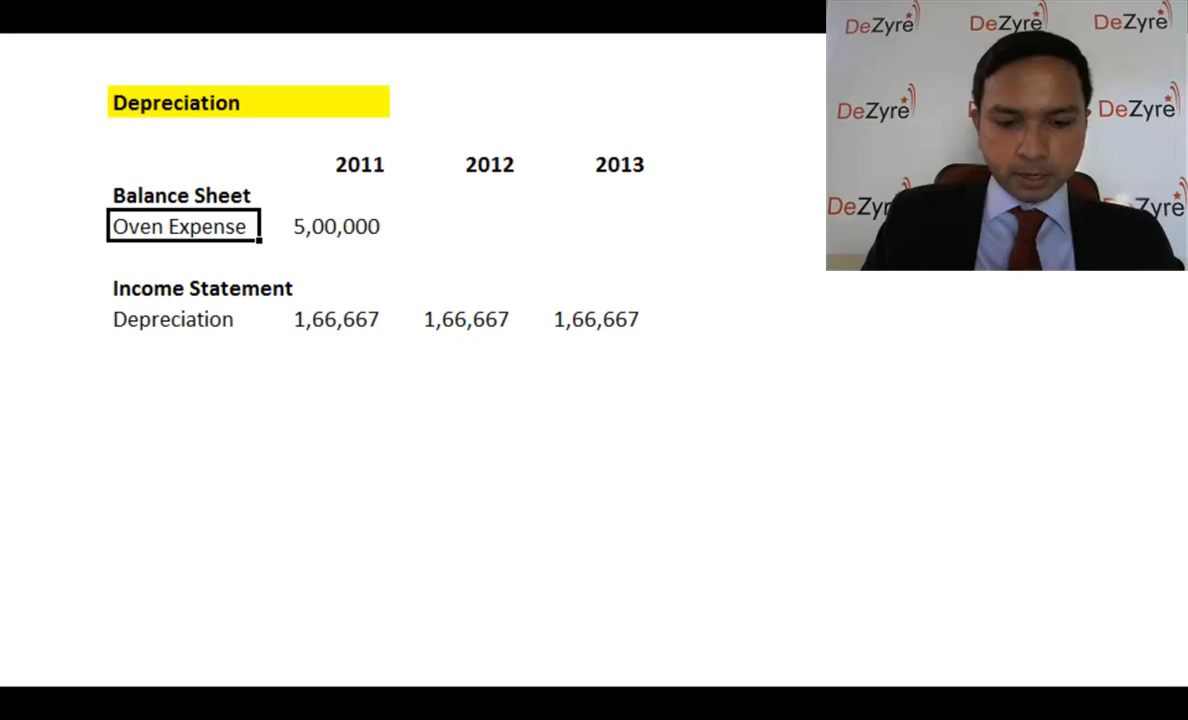 Depreciation
2011 2012 2013
Balance Sheet
Oven Expense 5,00,000
Income Statement
Depreciation 1,66,667 1,66,667 1,66,667
DeZyre DeZyre DeZyre
DeZyre DeZyre